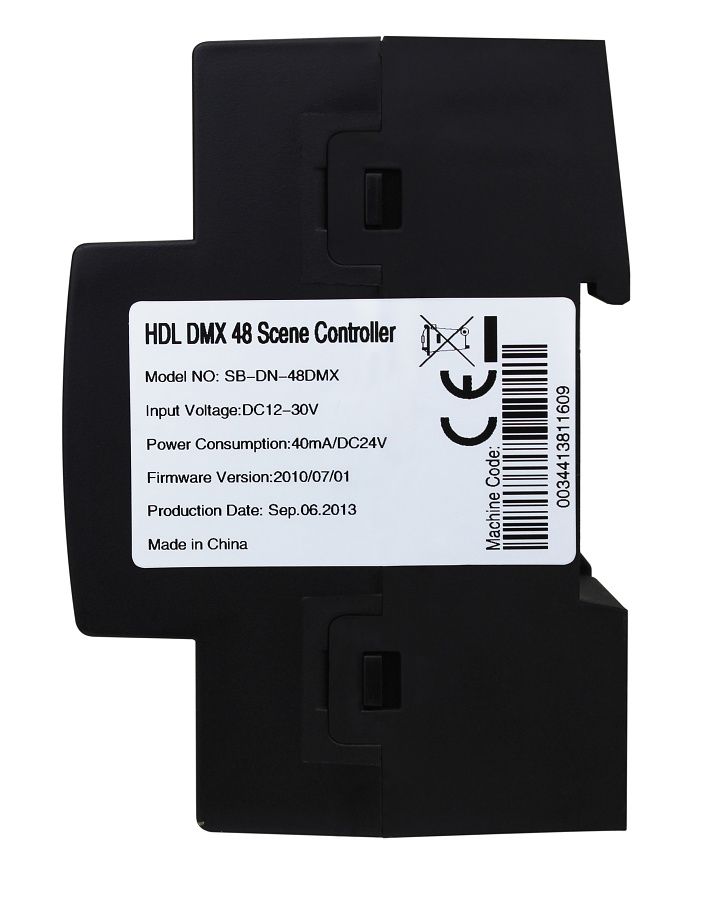 HDL DMX 48 Scene Controller
Model NO: SB-DN-48DMX
Input Voltage:DC12-30V
Power Consumption:40mA/DC24V
Firmware Version:2010/07/01
Production Date: Sep.06.2013
Made in China
CE
Machine Code:
0034413811609